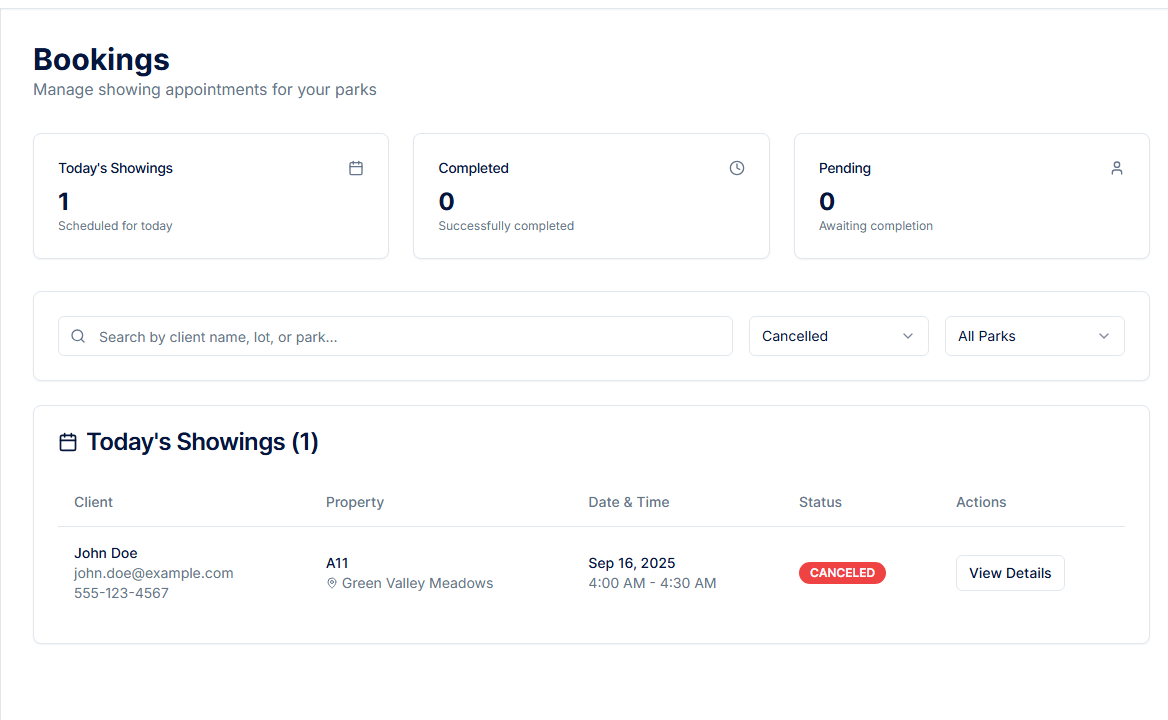 Bookings
Manage showing appointments for your parks
Today's Showings
1
Scheduled for today
Completed
0
Successfully completed
Pending
0
Awaiting completion
Search by client name, lot, or park...
Cancelled
All Parks
Today's Showings (1)
Client Property Date & Time Status Actions
John Doe
john.doe@example.com
555-123-4567
A11
Green Valley Meadows
Sep 16, 2025
4:00 AM - 4:30 AM
CANCELED
View Details